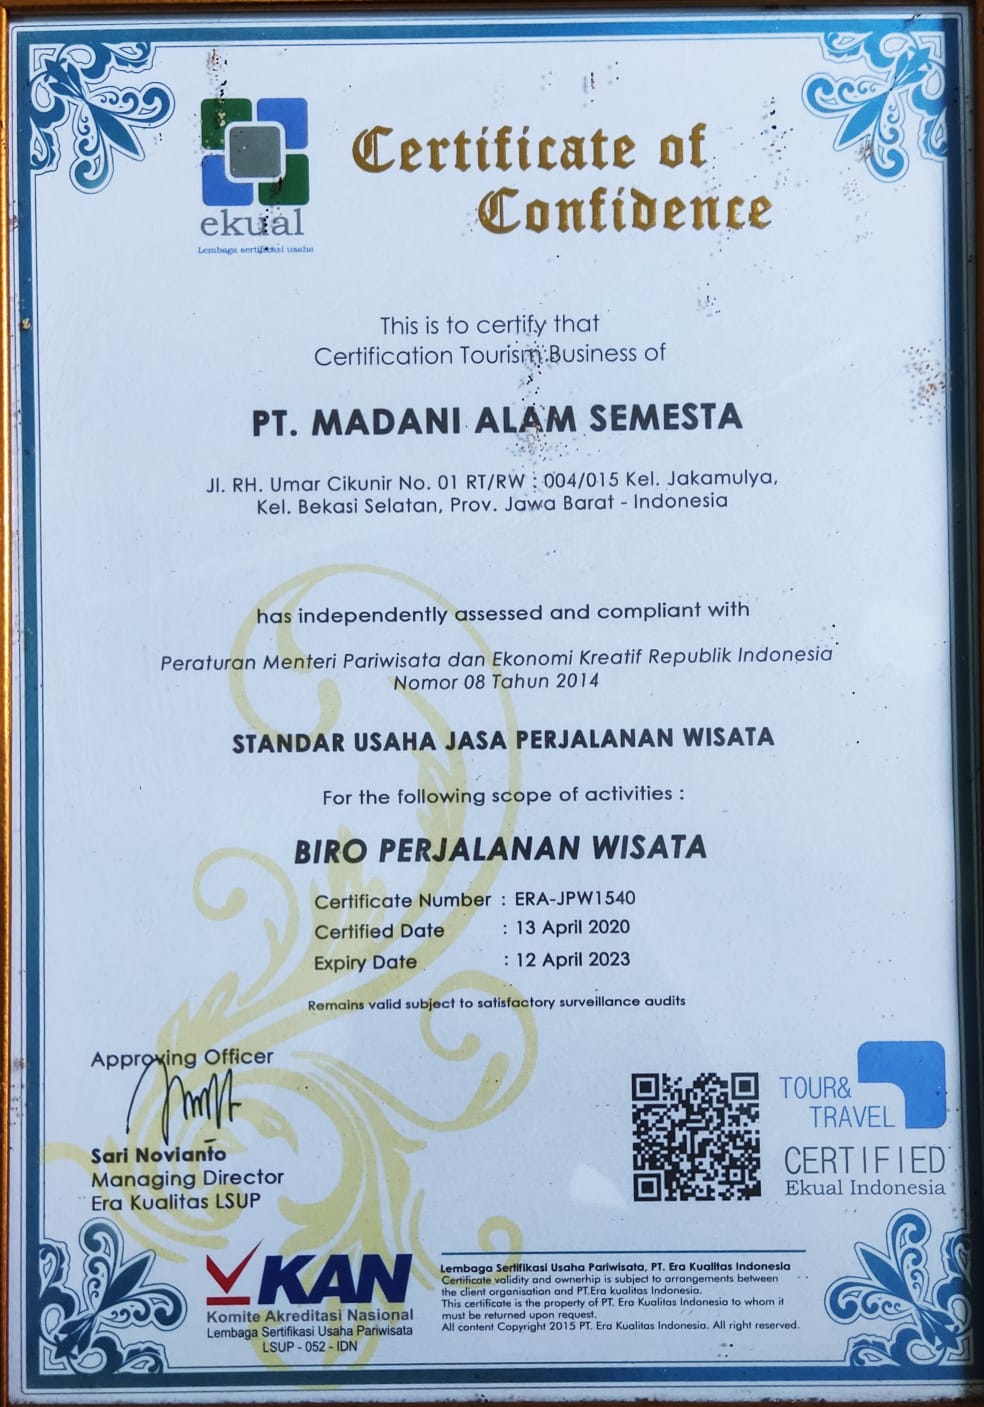 ekual
Lembaga sertifikasi usaha
Certificate of
Confidence
This is to certify that
Certification Tourism Business of
PT. MADANI ALAM SEMESTA
Jl. RH. Umar Cikunir No. 01 RT/RW : 004/015 Kel. Jakamulya,
Kel. Bekasi Selatan, Prov. Jawa Barat - Indonesia
has independently assessed and compliant with
Peraturan Menteri Pariwisata dan Ekonomi Kreatif Republik Indonesia
Nomor 08 Tahun 2014
STANDAR USAHA JASA PERJALANAN WISATA
For the following scope of activities :
BIRO PERJALANAN WISATA
Certificate Number : ERA-JPW1540
Certified Date : 13 April 2020
Expiry Date : 12 April 2023
Remains valid subject to satisfactory surveillance audits
Approving Officer
Sari Novianto
Managing Director
Era Kualitas LSUP
TOUR&
TRAVEL
CERTIFIED
Ekual Indonesia
KAN
Komite Akreditasi Nasional
Lembaga Sertifikasi Usaha Pariwisata
LSUP - 052 - IDN
Lembaga Sertifikasi Usaha Pariwisata, PT. Era Kualitas Indonesia
Certificate validity and ownerhip is subject to arrangements between
the client organisation and PT.Era kualitas Indonesia.
This certificate is the property of PT. Era Kualitas Indonesia to whom it
must be returned upon request.
All content Copyright 2015 PT. Era Kualitas Indonesia. All right reserved.